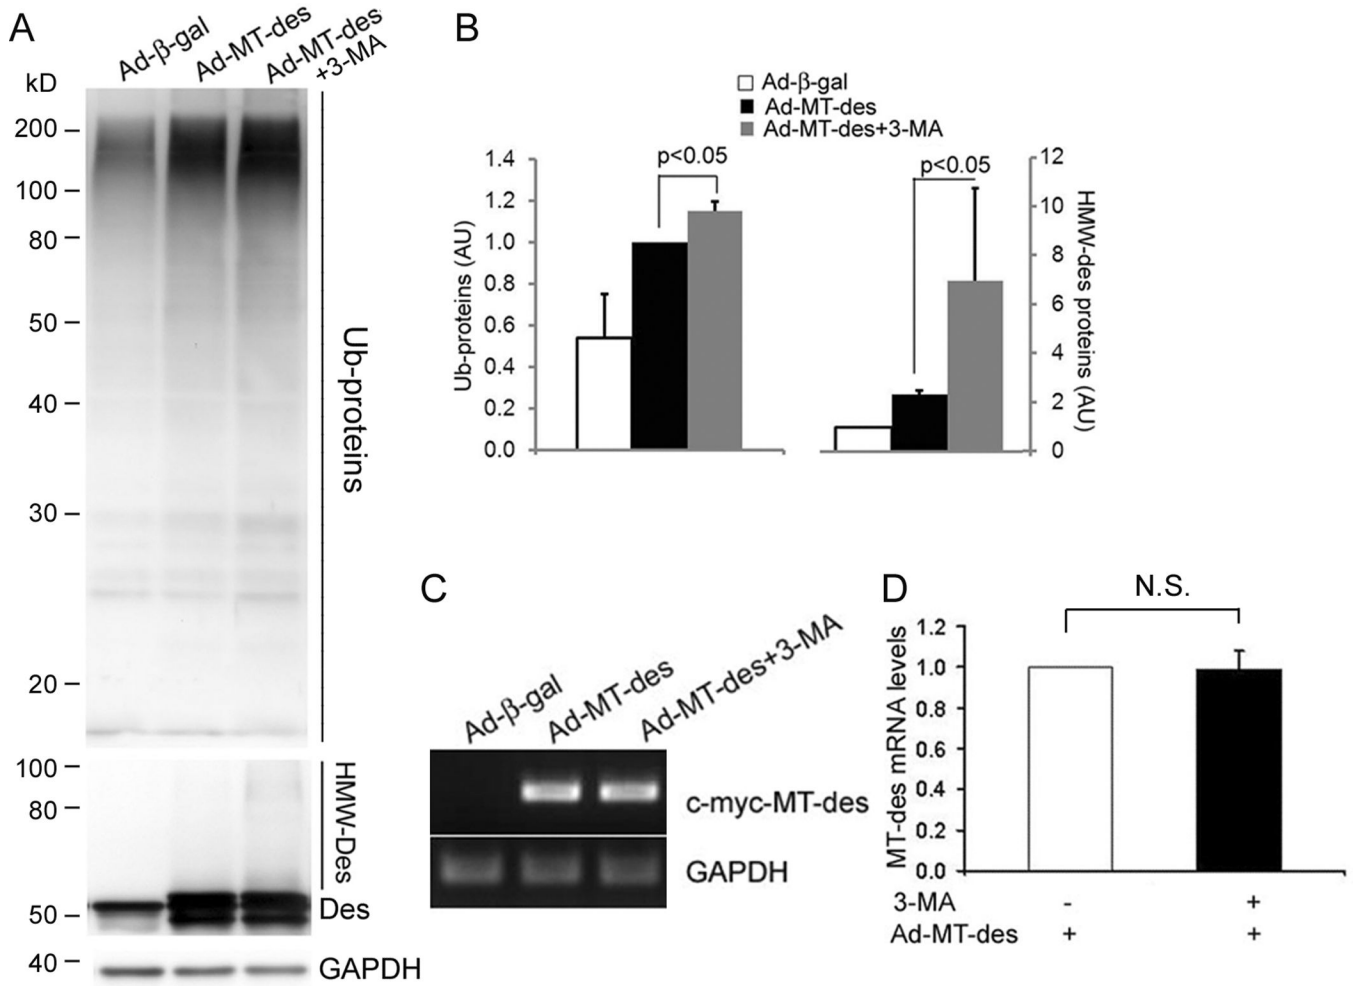 A
Ad-β-gal
Ad-MT-des
Ad-MT-des
+3-MA
kD
200
100
80
50
40
30
20
Ub-proteins
100
80
50
40
HMW-Des
Des
GAPDH
B
Ad-β-gal
Ad-MT-des
Ad-MT-des+3-MA
Ub-proteins (AU)
1.4
1.2
1.0
0.8
0.6
0.4
0.2
0.0
p<0.05
p<0.05
12
10
8
6
4
2
0
HMW-des proteins (AU)
C
Ad-β-gal
Ad-MT-des
Ad-MT-des+3-MA
c-myc-MT-des
GAPDH
D
N.S.
MT-des mRNA levels
1.2
1.0
0.8
0.6
0.4
0.2
0.0
3-MA - +
Ad-MT-des + +